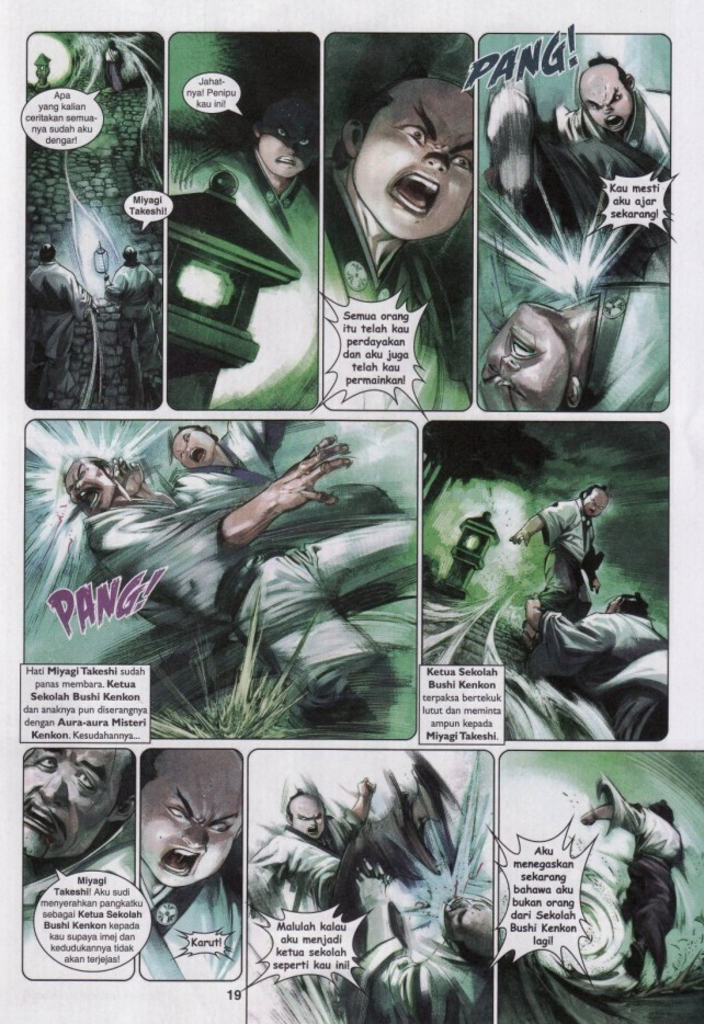 Apa
yang kalian
ceritakan semua-
nya sudah aku
dengar!
Miyagi
Takeshi!
Jahat-
nya! Penipu
kau ini!
Semua orang
itu telah kau
perdayakan
dan aku juga
telah kau
permainkan!
PANG!
Kau mesti
aku ajar
sekarang!
PANG!
Hati Miyagi Takeshi sudah
panas membara. Ketua
Sekolah Bushi Kenkon
dan anaknya pun diserangnya
dengan Aura-aura Misteri
Kenkon. Kesudahannya...
Ketua Sekolah
Bushi Kenkon
terpaksa bertekuk
lutut dan meminta
ampun kepada
Miyagi Takeshi.
Miyagi
Takeshi! Aku sudi
menyerahkan pangkatku
sebagai Ketua Sekolah
Bushi Kenkon kepada
kau supaya imej dan
kedudukannya tidak
akan terjejas!
Karut!
Malulah kalau
aku menjadi
ketua sekolah
seperti kau ini!
Aku
menegaskan
sekarang
bahawa aku
bukan orang
dari Sekolah
Bushi Kenkon
lagi!
19